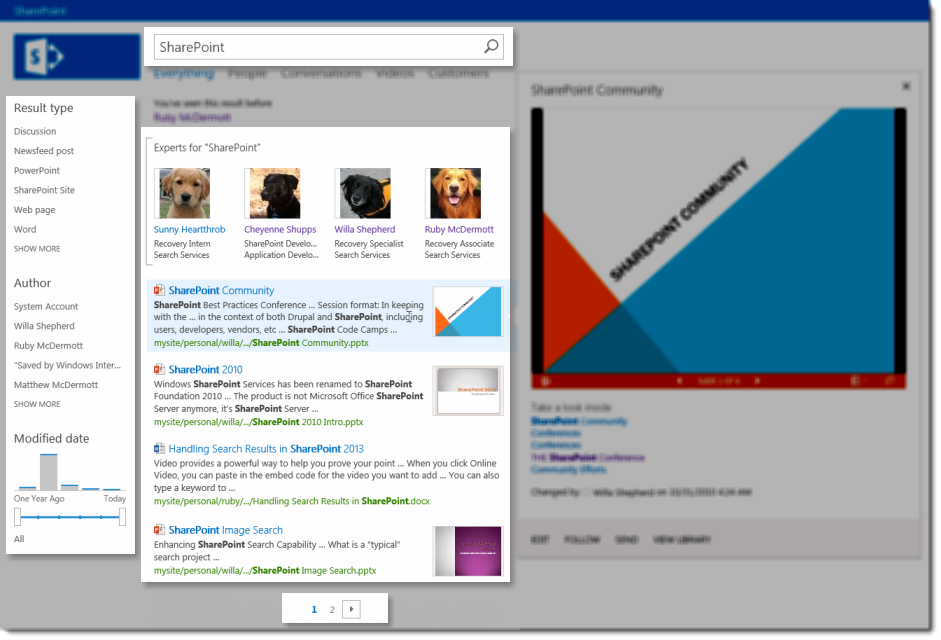 SharePoint
SharePoint
Everything People Conversations Videos Customers
You've seen this result before
Ruby McDermott
Result type
Discussion
Newsfeed post
PowerPoint
SharePoint Site
Web page
Word
SHOW MORE
Author
System Account
Willa Shepherd
Ruby McDermott
"Saved by Windows Inter...
Matthew McDermott
SHOW MORE
Modified date
One Year Ago Today
All
Experts for "SharePoint"
Sunny Heartthrob
Recovery Intern
Search Services
Cheyenne Shupps
SharePoint Develo...
Application Develo...
Willa Shepherd
Recovery Specialist
Search Services
Ruby McDermott
Recovery Associate
Search Services
SharePoint Community
SharePoint Best Practices Conference ... Session format: In keeping
with the ... in the context of both Drupal and SharePoint, including
users, developers, vendors, etc ... SharePoint Code Camps ...
mysite/personal/willa/.../SharePoint Community.pptx
SHAREPOINT COMMUNITY
SharePoint 2010
Windows SharePoint Services has been renamed to SharePoint
Foundation 2010 ... The product is not Microsoft Office SharePoint
Server anymore, it's SharePoint Server ...
mysite/personal/willa/.../SharePoint 2010 Intro.pptx
Handling Search Results in SharePoint 2013
Video provides a powerful way to help you prove your point ... When you click Online
Video, you can paste in the embed code for the video you want to add ... You can also
type a keyword to ...
mysite/personal/ruby/.../Handling Search Results in SharePoint.docx
SharePoint Image Search
Enhancing SharePoint Search Capability ... What is a "typical"
search project ...
mysite/personal/willa/.../SharePoint Image Search.pptx
1 2
SharePoint Community
SHAREPOINT COMMUNITY
Take a look inside
SharePoint Community
Conferences
Conferences
THE SharePoint Conference
Community Efforts
Changed by Willa Shepherd on
EDIT FOLLOW SEND VIEW LIBRARY